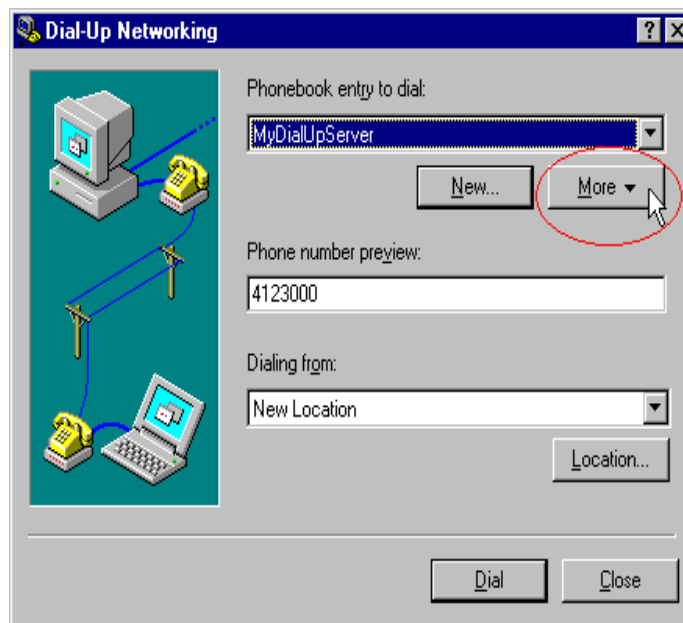 Dial-Up Networking
Phonebook entry to dial:
MyDialUpServer
New... More
Phone number preview:
4123000
Dialing from:
New Location
Location...
Dial Close